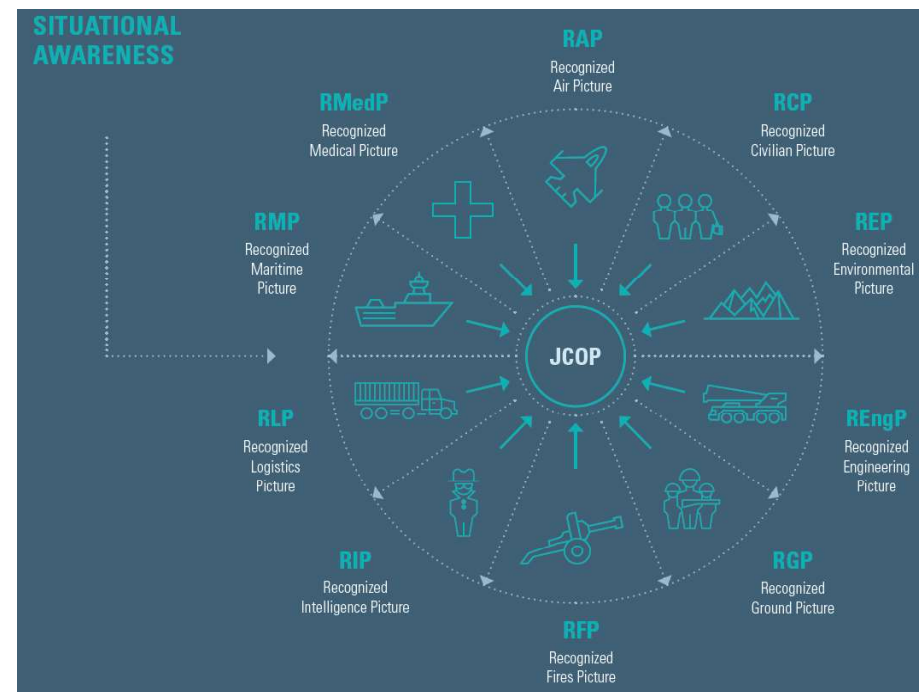 SITUATIONAL
AWARENESS
RAP
Recognized
Air Picture
RCP
Recognized
Civilian Picture
REP
Recognized
Environmental
Picture
REngP
Recognized
Engineering
Picture
RGP
Recognized
Ground Picture
RFP
Recognized
Fires Picture
RIP
Recognized
Intelligence Picture
RLP
Recognized
Logistics
Picture
RMP
Recognized
Maritime
Picture
RMedP
Recognized
Medical Picture
JCOP